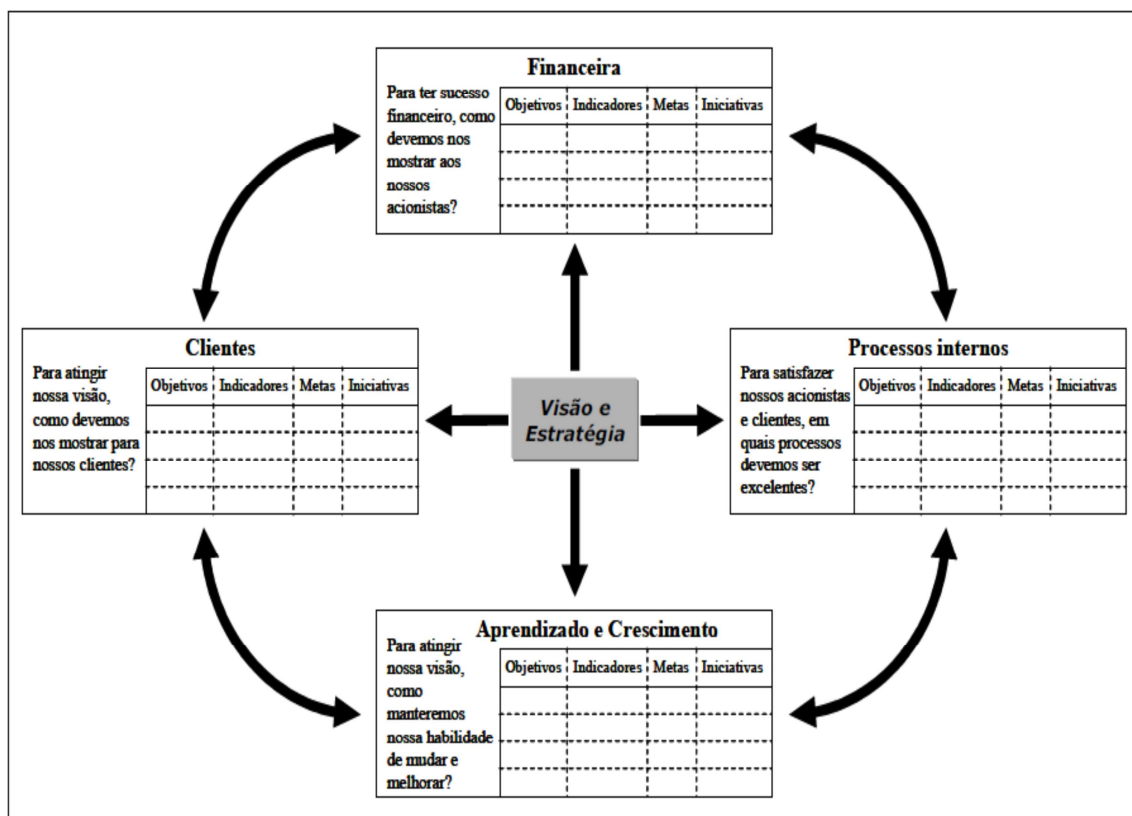 Financeira
Para ter sucesso
financeiro, como
devemos nos
mostrar aos
nossos
acionistas?
Objetivos Indicadores Metas Iniciativas
Clientes
Para atingir
nossa visão,
como devemos
nos mostrar para
nossos clientes?
Objetivos Indicadores Metas Iniciativas
Visão e
Estratégia
Processos internos
Para satisfazer
nossos acionistas
e clientes, em
quais processos
devemos ser
excelentes?
Objetivos Indicadores Metas Iniciativas
Aprendizado e Crescimento
Para atingir
nossa visão,
como
manteremos
nossa habilidade
de mudar e
melhorar?
Objetivos Indicadores Metas Iniciativas